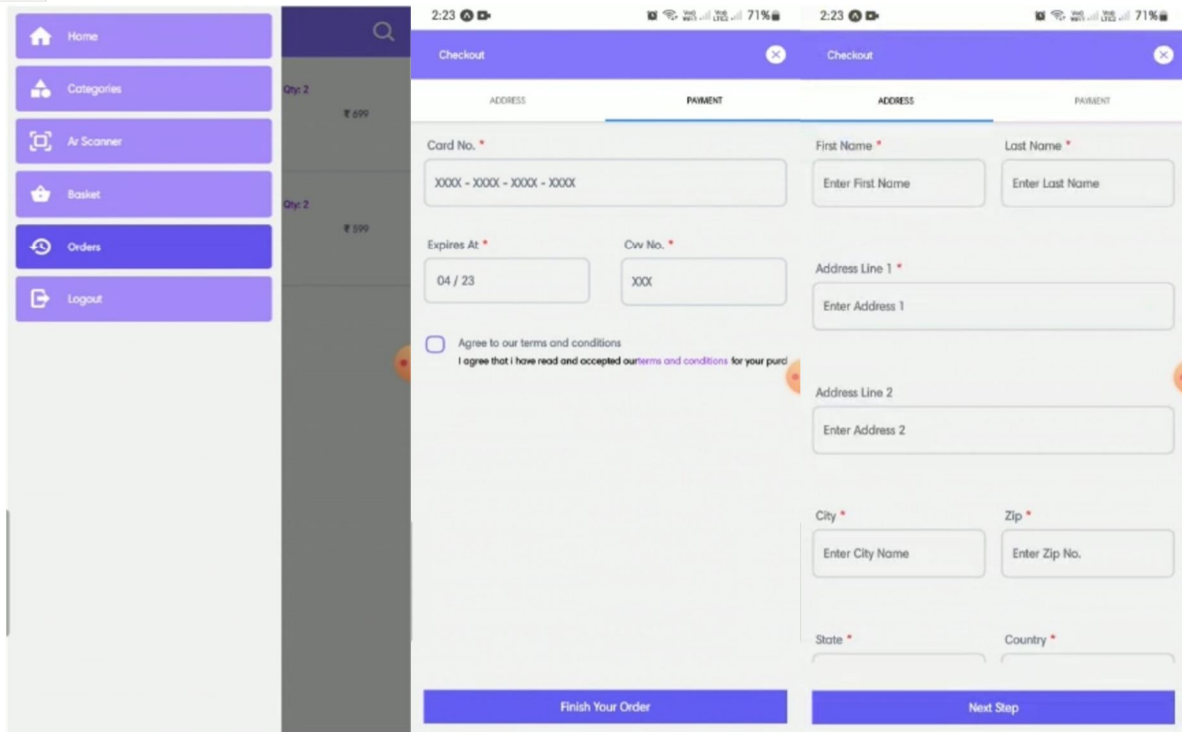 Home
Categories
Ar Scanner
Basket
Orders
Logout
Qty: 2
₹ 699
Qty: 2
₹ 599
2:23
71%
Checkout
ADDRESS
PAYMENT
Card No. *
XXXX - XXXX - XXXX - XXXX
Expires At *
Cvv No. *
04 / 23
XXX
Agree to our terms and conditions
I agree that i have read and accepted ourterms and conditions for your purc
Finish Your Order
2:23
71%
Checkout
ADDRESS
PAYMENT
First Name *
Last Name *
Enter First Name
Enter Last Name
Address Line 1 *
Enter Address 1
Address Line 2
Enter Address 2
City *
Zip *
Enter City Name
Enter Zip No.
State *
Country *
Next Step